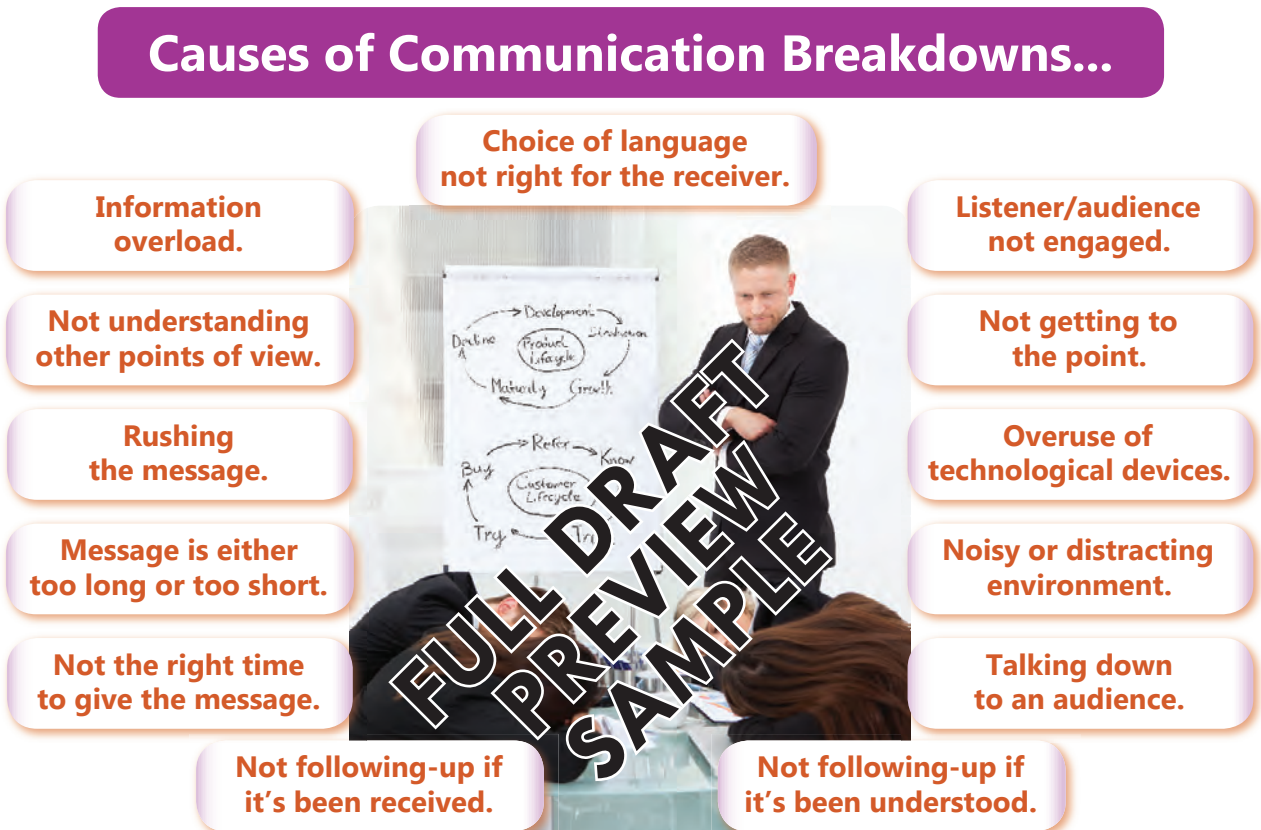 Causes of Communication Breakdowns...
Choice of language
not right for the receiver.
Information
overload.
Not understanding
other points of view.
Rushing
the message.
Message is either
too long or too short.
Not the right time
to give the message.
Not following-up if
it's been received.
Listener/audience
not engaged.
Not getting to
the point.
Overuse of
technological devices.
Noisy or distracting
environment.
Talking down
to an audience.
Not following-up if
it's been understood.
Development
Decline
Product
Lifecycle
Maturity Growth
Refer
Buy
Know
Customer
Lifecycle
Try
FULL DRAFT
PREVIEW
SAMPLE